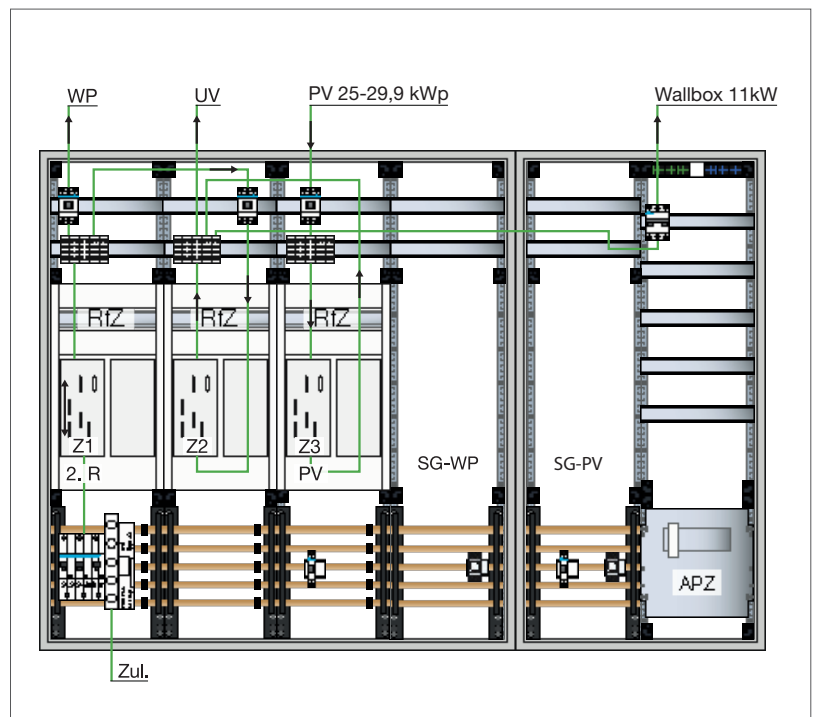 WP
UV
PV 25-29,9 kWp
Wallbox 11kW
RfZ
RfZ
RfZ
Z1
Z2
Z3
2. R
PV
SG-WP
SG-PV
APZ
Zul.